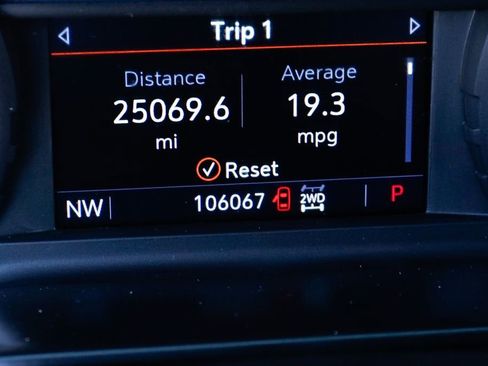 Trip 1
Distance
25069.6
mi
Average
19.3
mpg
Reset
NW 106067 2WD P